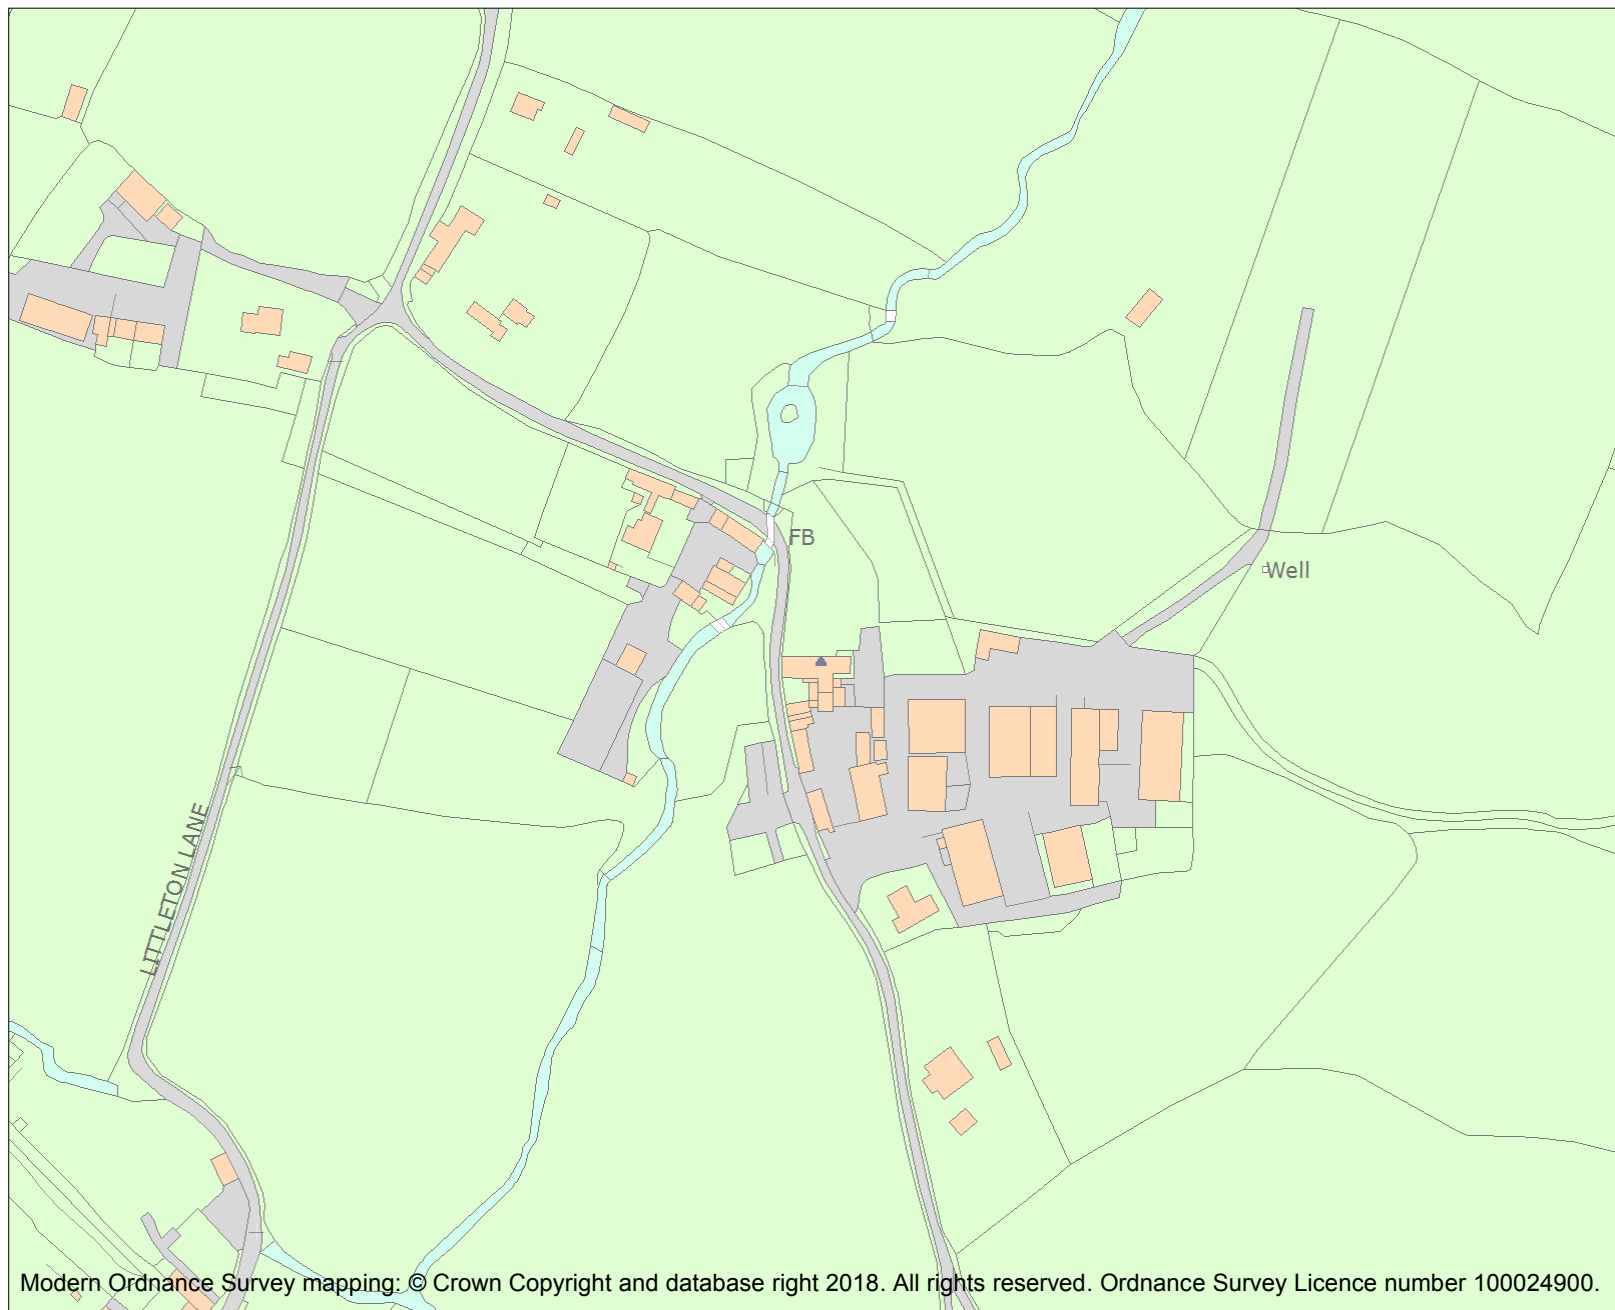 FB
Well
LITTLETON LANE
Modern Ordnance Survey mapping: © Crown Copyright and database right 2018. All rights reserved. Ordnance Survey Licence number 100024900.